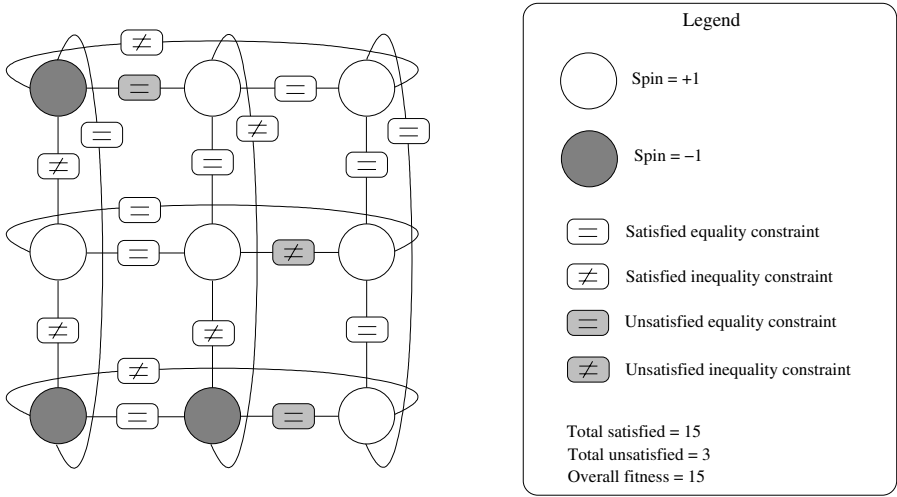 ≠
= =
= ≠ =
≠ = =
=
= ≠
≠ ≠ =
≠
= =
Legend
Spin = +1
Spin = −1
= Satisfied equality constraint
≠ Satisfied inequality constraint
= Unsatisfied equality constraint
≠ Unsatisfied inequality constraint
Total satisfied = 15
Total unsatisfied = 3
Overall fitness = 15